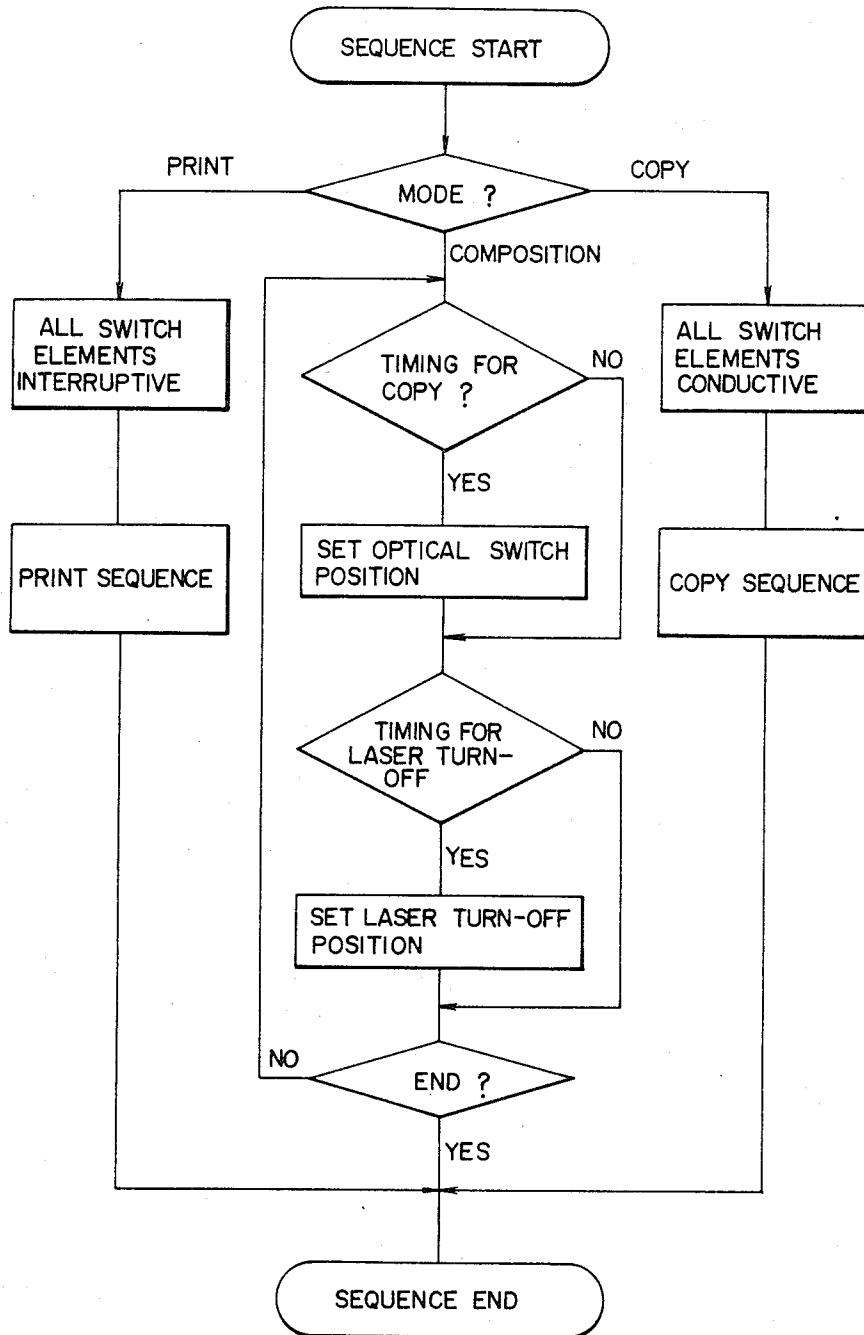 SEQUENCE START
PRINT
COPY
MODE ?
COMPOSITION
ALL SWITCH
ELEMENTS
INTERRUPTIVE
TIMING FOR
COPY ?
NO
ALL SWITCH
ELEMENTS
CONDUCTIVE
YES
PRINT SEQUENCE
SET OPTICAL SWITCH
POSITION
COPY SEQUENCE
TIMING FOR
LASER TURN-
OFF
NO
YES
SET LASER TURN-OFF
POSITION
NO
END ?
YES
SEQUENCE END